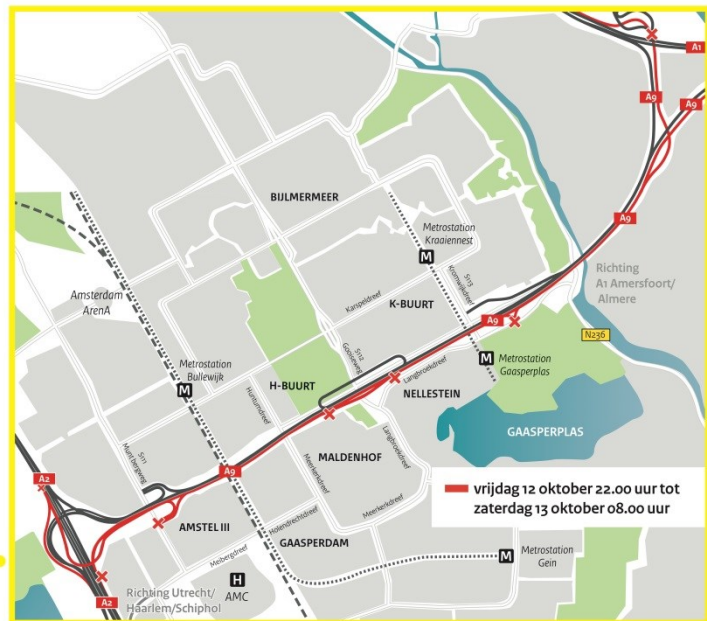 A1
A9
A9
BIJLMERMEER
Metrostation
Kraaiennest
M
A9
Richting
A1 Amersfoort/
Almere
S113
Kromwijkdreef
Amsterdam
ArenA
Karspeldreef
K-BUURT
A9
N236
S112
Gooiseweg
Metrostation
Bullewijk
M
Metrostation
Gaasperplas
M
H-BUURT
Huntumdreef
Langbroekdreef
NELLESTEIN
GAASPERPLAS
S111
Muntbergweg
Langbroekdreef
MALDENHOF
A2
A9
Meerkerkdreef
vrijdag 12 oktober 22.00 uur tot
zaterdag 13 oktober 08.00 uur
Meerkerkdreef
AMSTEL III
Holendrechtdreef
GAASPERDAM
Meibergdreef
M
Metrostation
Gein
H
AMC
Richting Utrecht/
Haarlem/Schiphol
A2